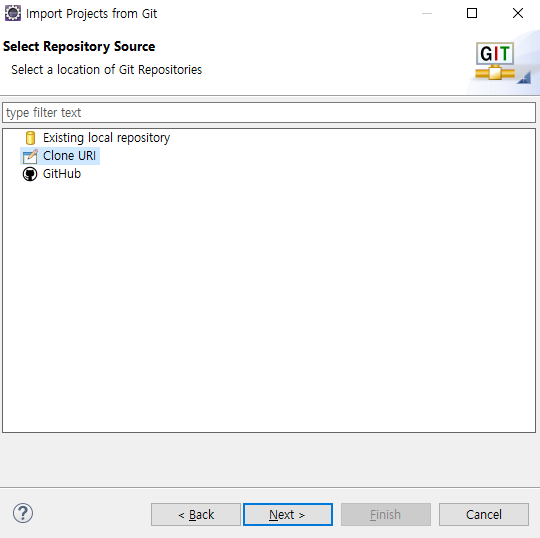 Import Projects from Git
Select Repository Source
Select a location of Git Repositories
GIT
type filter text
Existing local repository
Clone URI
GitHub
?
< Back
Next >
Finish
Cancel